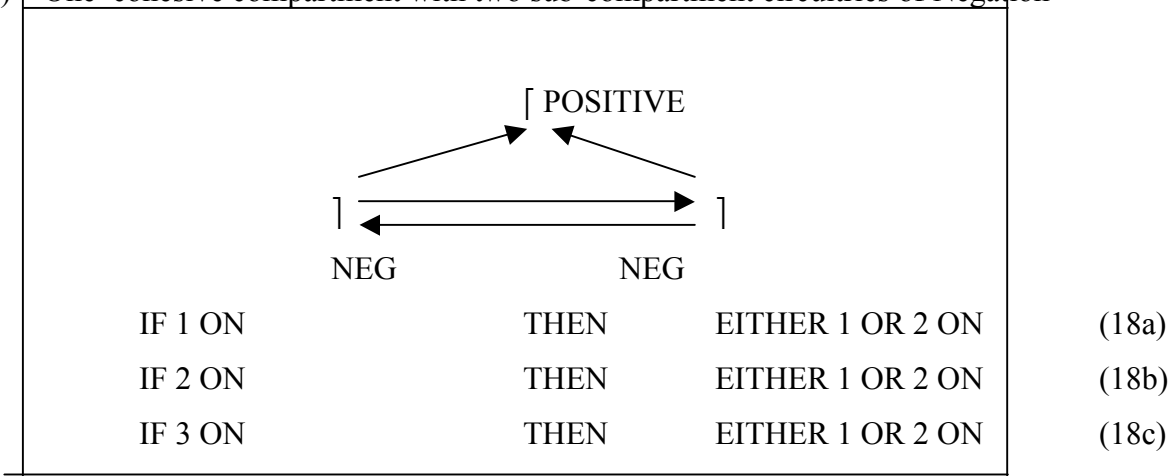 ) One cohesive compartment with two sub-compartment circuitries of Negation
⌈ POSITIVE
⌉ ⌉
NEG NEG
IF 1 ON THEN EITHER 1 OR 2 ON (18a)
IF 2 ON THEN EITHER 1 OR 2 ON (18b)
IF 3 ON THEN EITHER 1 OR 2 ON (18c)